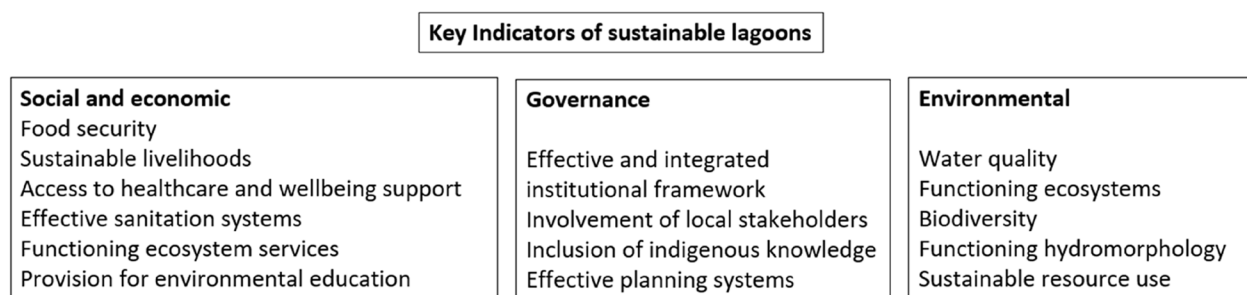 Key Indicators of sustainable lagoons
Social and economic
Food security
Sustainable livelihoods
Access to healthcare and wellbeing support
Effective sanitation systems
Functioning ecosystem services
Provision for environmental education
Governance
Effective and integrated
institutional framework
Involvement of local stakeholders
Inclusion of indigenous knowledge
Effective planning systems
Environmental
Water quality
Functioning ecosystems
Biodiversity
Functioning hydromorphology
Sustainable resource use